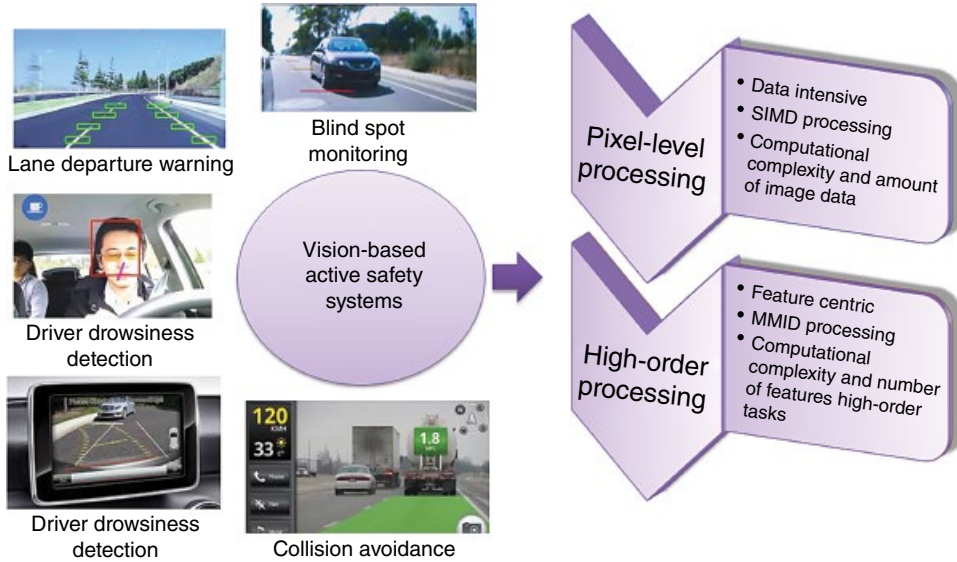 Lane departure warning
Blind spot
monitoring
Driver drowsiness
detection
Driver drowsiness
detection
120
KM/H
33
1.8
Collision avoidance
Vision-based
active safety
systems
Pixel-level
processing
• Data intensive
• SIMD processing
• Computational
complexity and amount
of image data
High-order
processing
• Feature centric
• MMID processing
• Computational
complexity and number
of features high-order
tasks